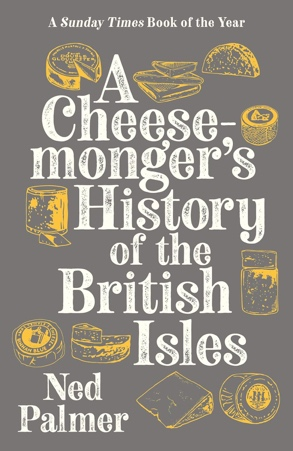 A Sunday Times Book of the Year
A
Cheese-
monger's
History
of the
British
Isles
Ned
Palmer